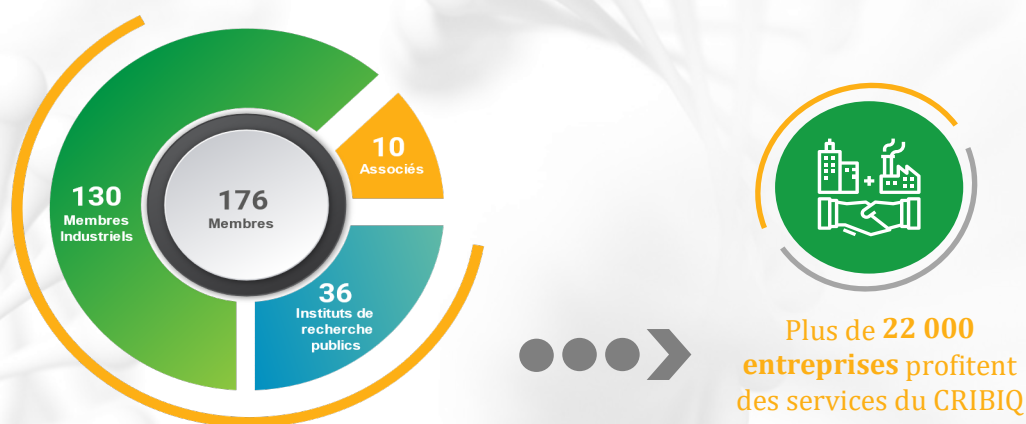 130
Membres
Industriels
176
Membres
10
Associés
36
Instituts de
recherche
publics
Plus de 22 000
entreprises profitent
des services du CRIBIQ